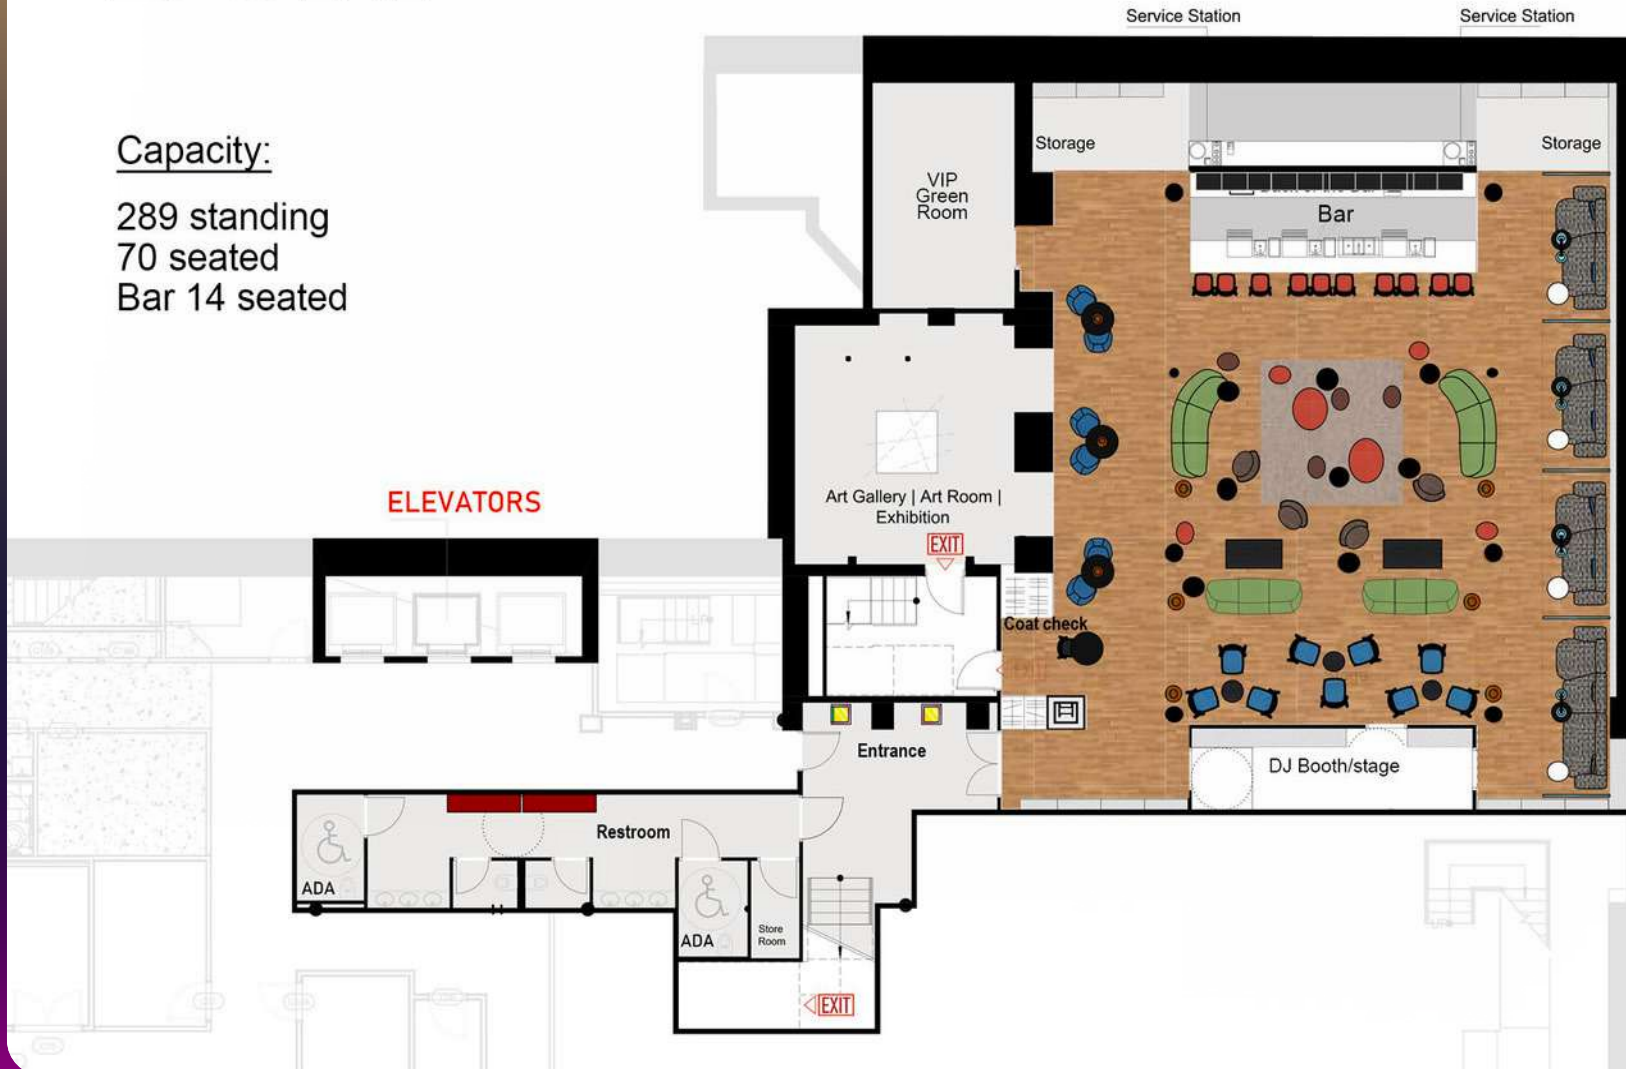 Service Station
Service Station
Capacity:
289 standing
70 seated
Bar 14 seated
Storage
Storage
VIP
Green
Room
Bar
ELEVATORS
Art Gallery | Art Room |
Exhibition
EXIT
Coat check
Entrance
DJ Booth/stage
Restroom
ADA
ADA
Store
Room
EXIT